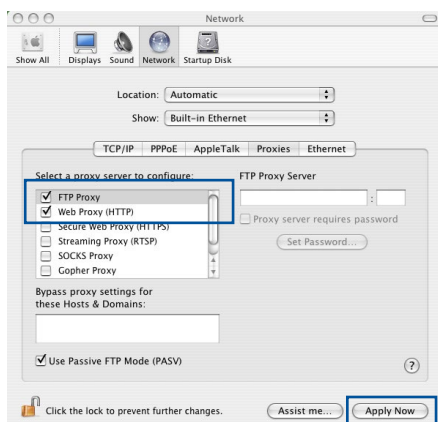 Network
Show All Displays Sound Network Startup Disk
Location: Automatic
Show: Built-in Ethernet
TCP/IP PPPoE AppleTalk Proxies Ethernet
Select a proxy server to configure: FTP Proxy Server
FTP Proxy :
Web Proxy (HTTP) Proxy server requires password
Secure Web Proxy (HTTPS)
Streaming Proxy (RTSP) Set Password...
SOCKS Proxy
Gopher Proxy
Bypass proxy settings for
these Hosts & Domains:
Use Passive FTP Mode (PASV) ?
Click the lock to prevent further changes. Assist me... Apply Now